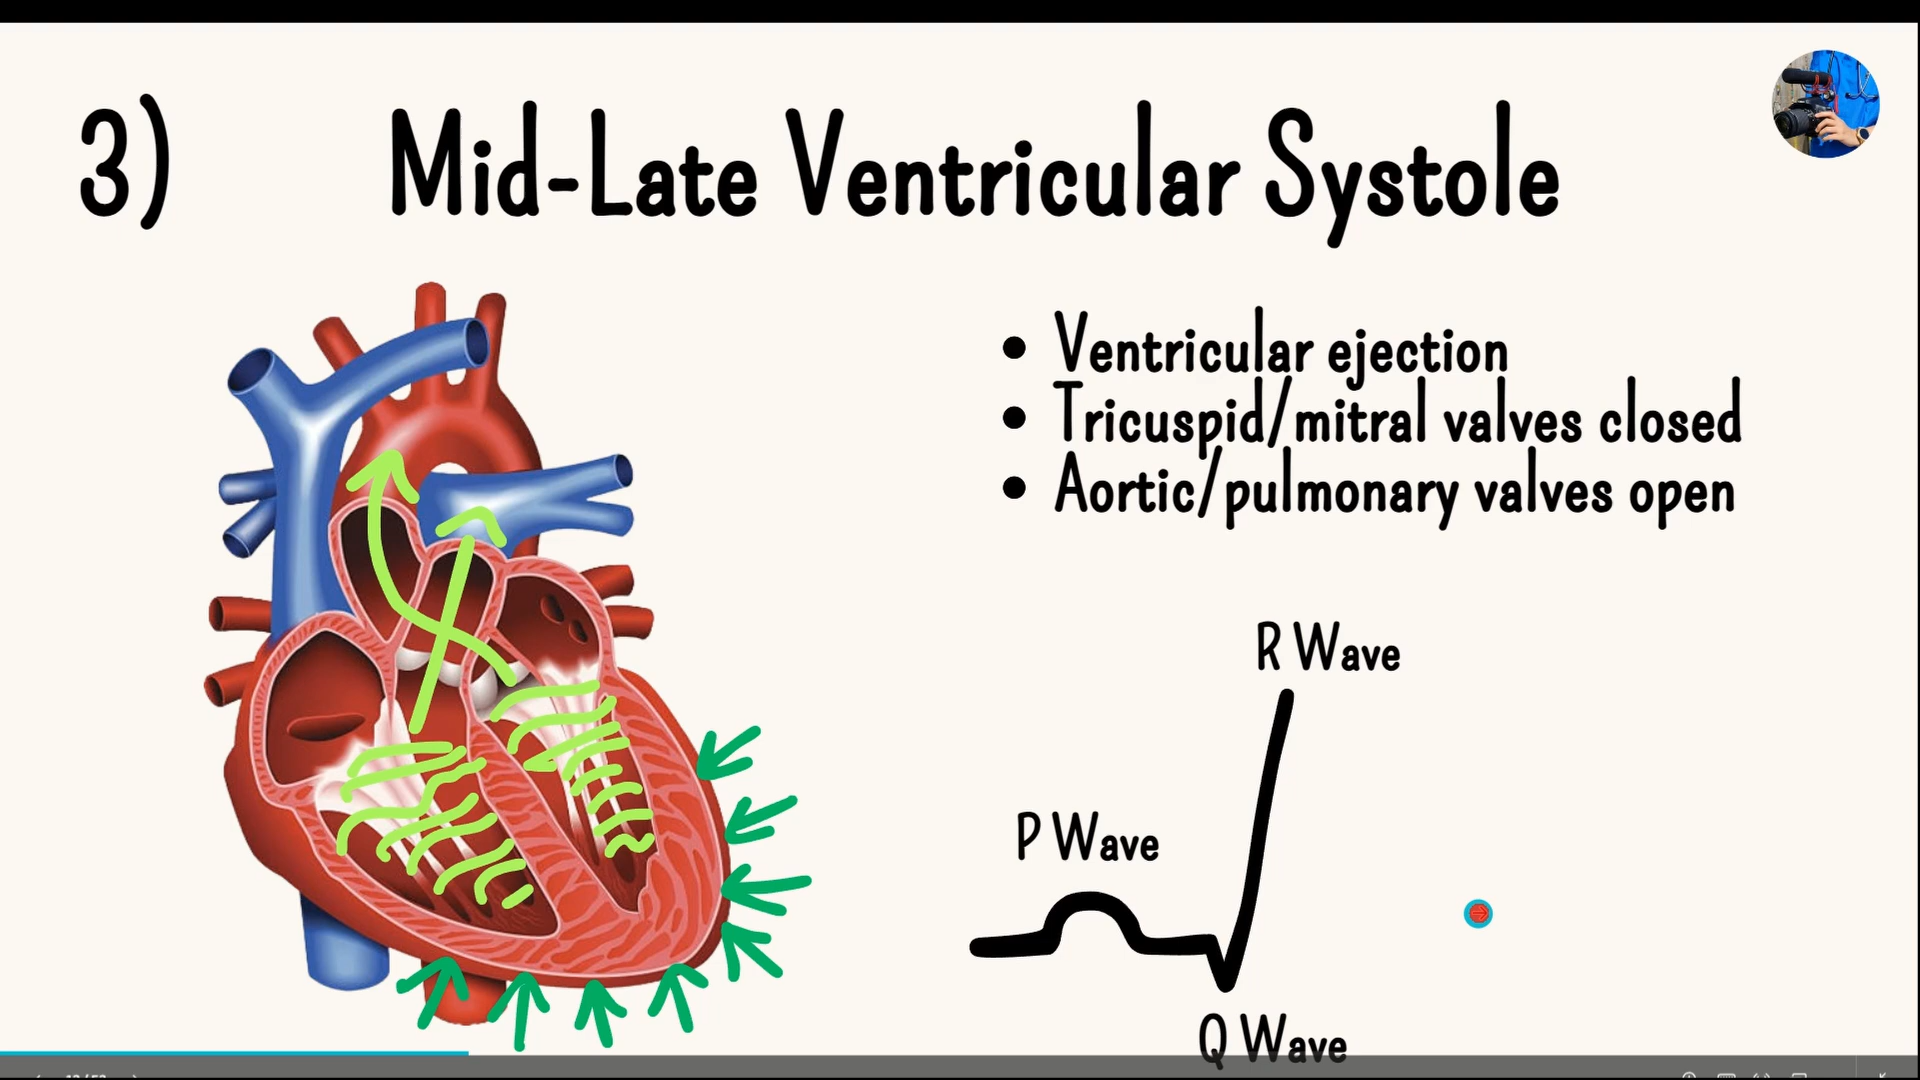 3) Mid-Late Ventricular Systole
• Ventricular ejection
• Tricuspid/mitral valves closed
• Aortic/pulmonary valves open
R Wave
P Wave
Q Wave